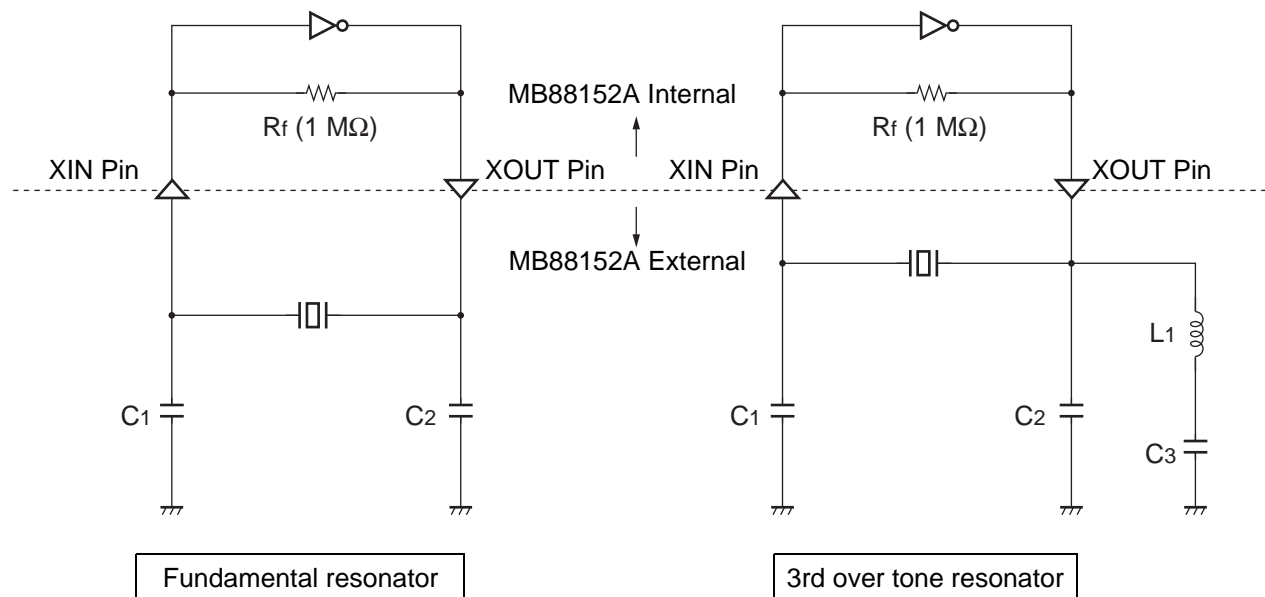 Rf (1 MΩ)
MB88152A Internal
Rf (1 MΩ)
XIN Pin
XOUT Pin
XIN Pin
XOUT Pin
MB88152A External
L1
C1
C2
C1
C2
C3
Fundamental resonator
3rd over tone resonator